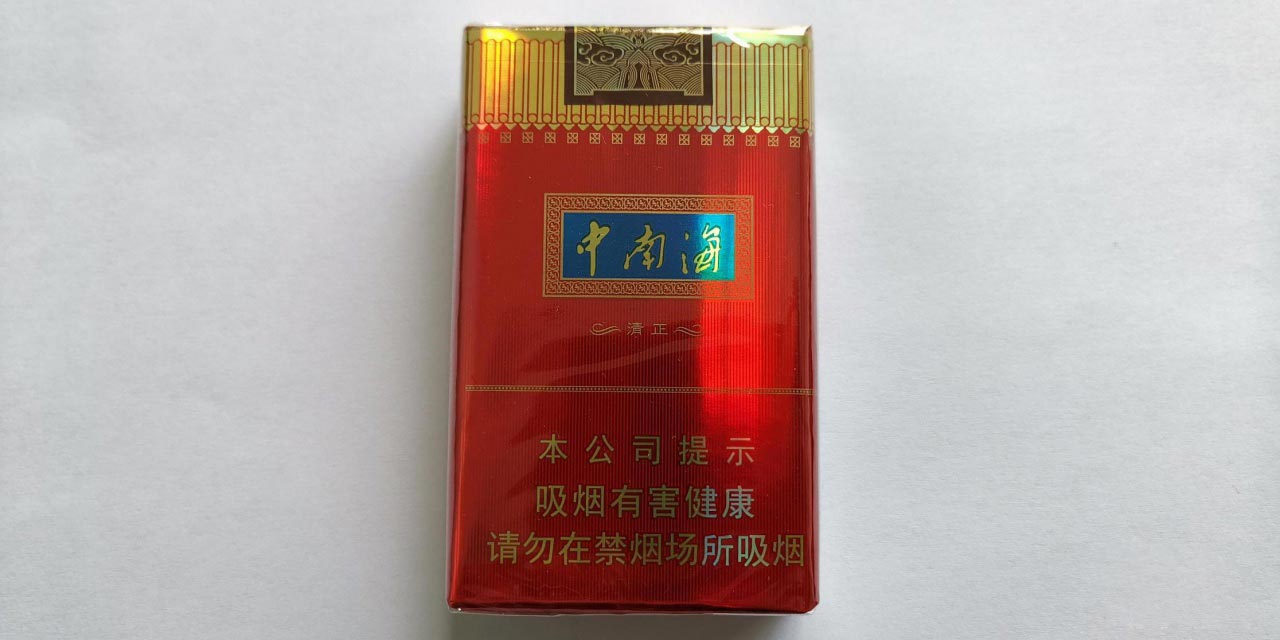 中南海
清正
本公司提示
吸烟有害健康
请勿在禁烟场所吸烟